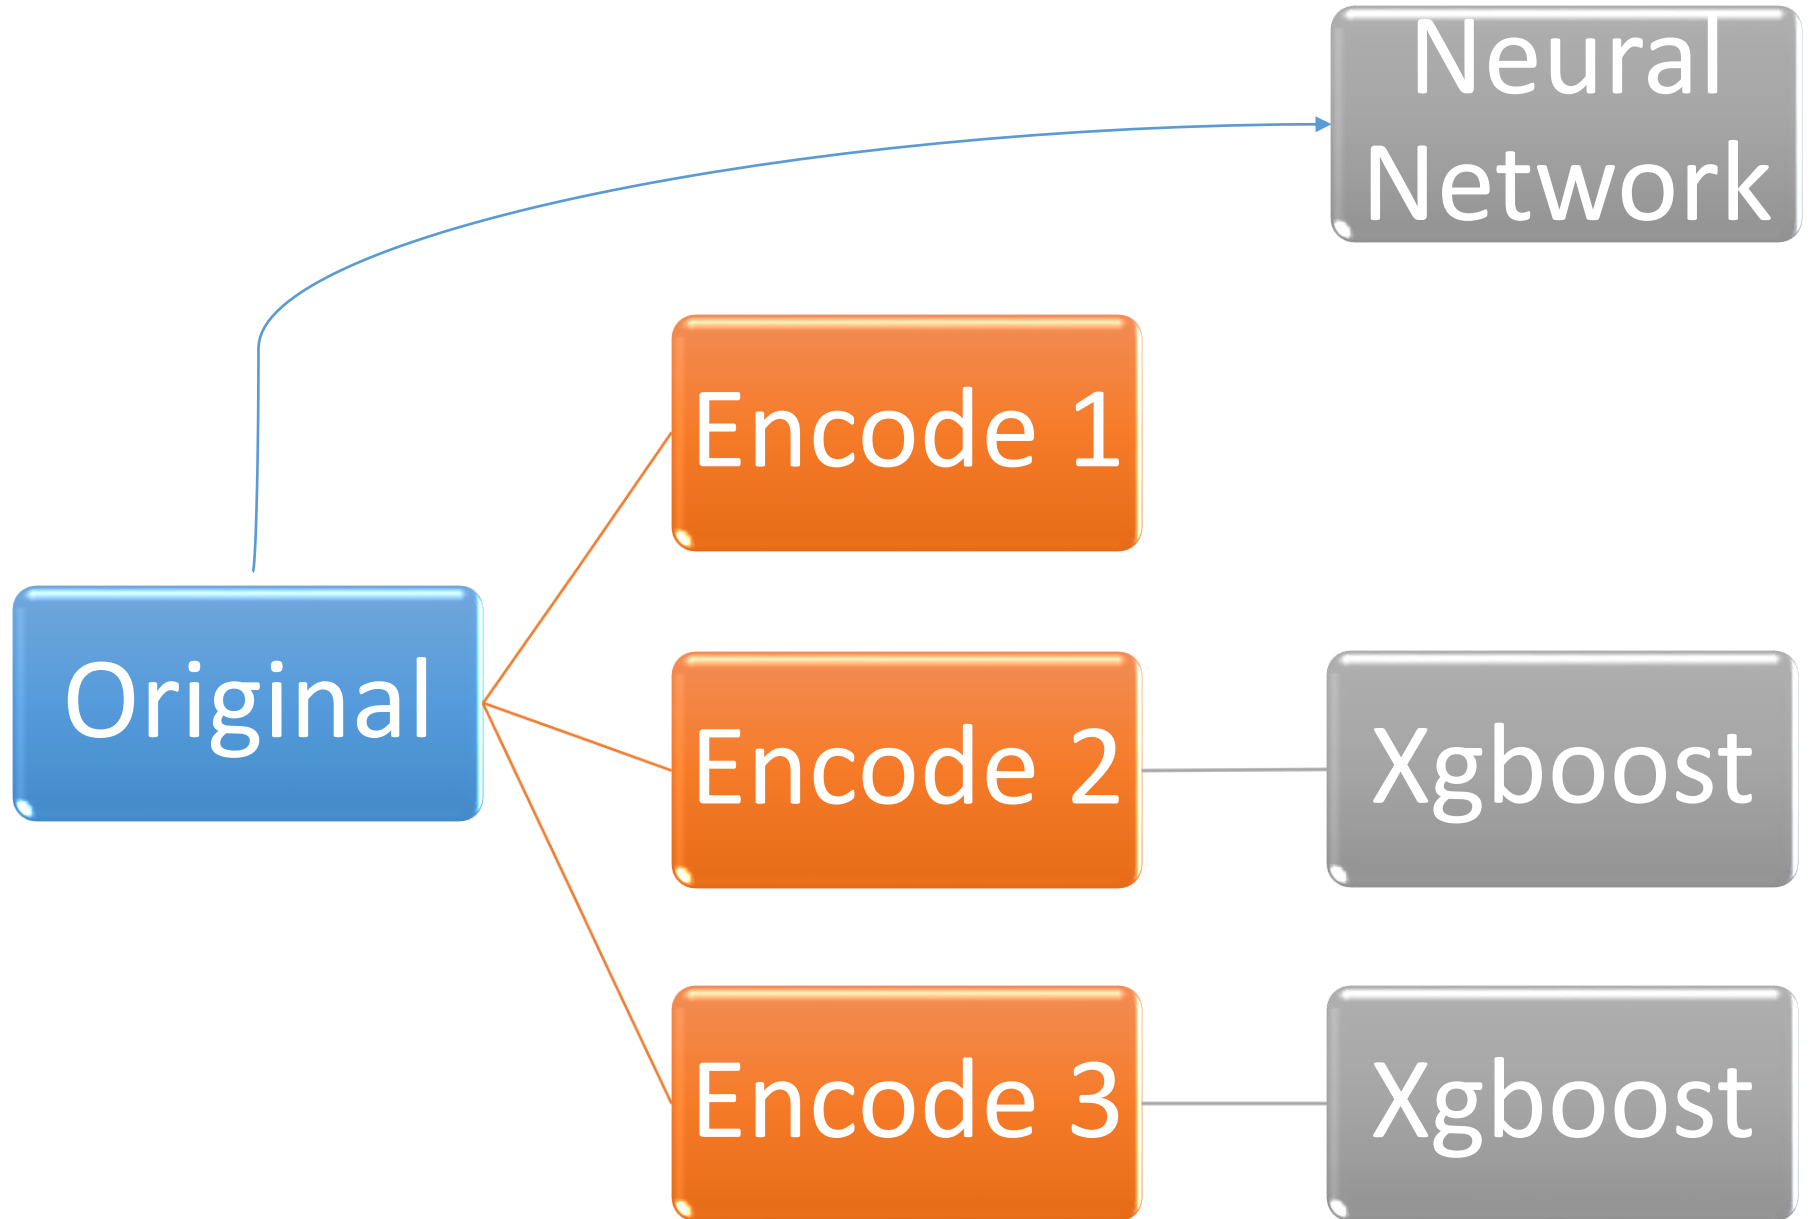 Neural
Network
Encode 1
Original
Encode 2
Xgboost
Encode 3
Xgboost